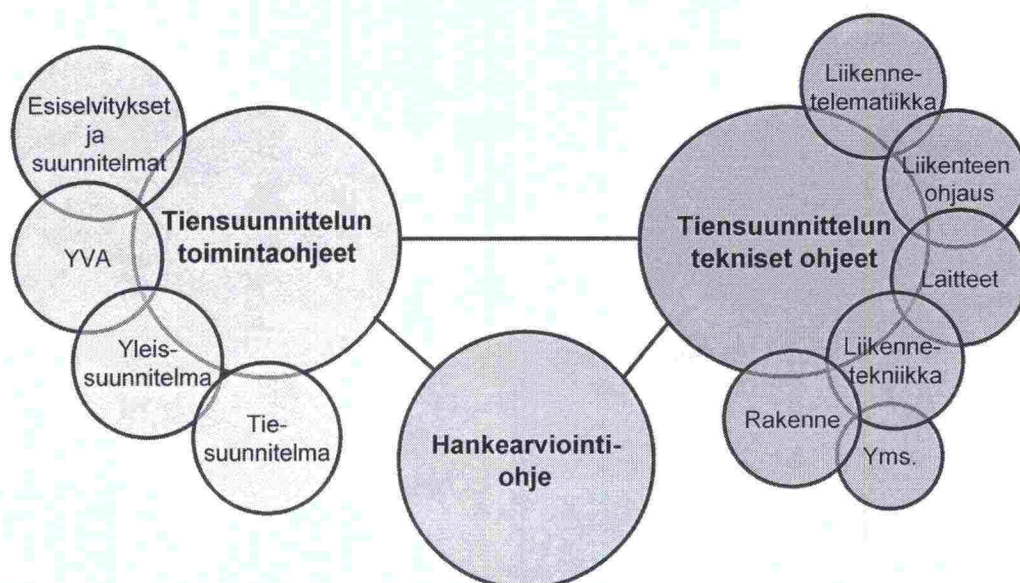 Esiselvitykset
ja
suunnitelmat
YVA
Yleis-
suunnitelma
Tie-
suunnitelma
Tiensuunnittelun
toimintaohjeet
Hankearviointi-
ohje
Tiensuunnittelun
tekniset ohjeet
Liikenne-
telematiikka
Liikenteen
ohjaus
Laitteet
Liikenne-
tekniikka
Rakenne
Yms.